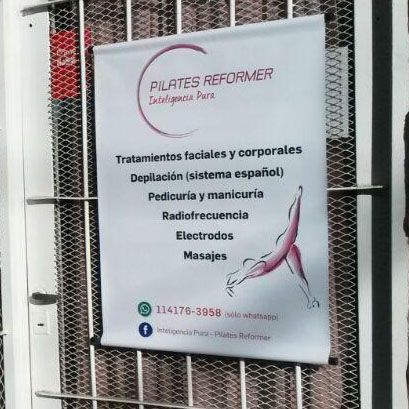 PILATES REFORMER
Inteligencia Pura
Tratamientos faciales y corporales
Depilación (sistema español)
Pedicuría y manicuría
Radiofrecuencia
Electrodos
Masajes
114176-3958 (sólo whatsapp)
Inteligencia Pura - Pilates Reformer